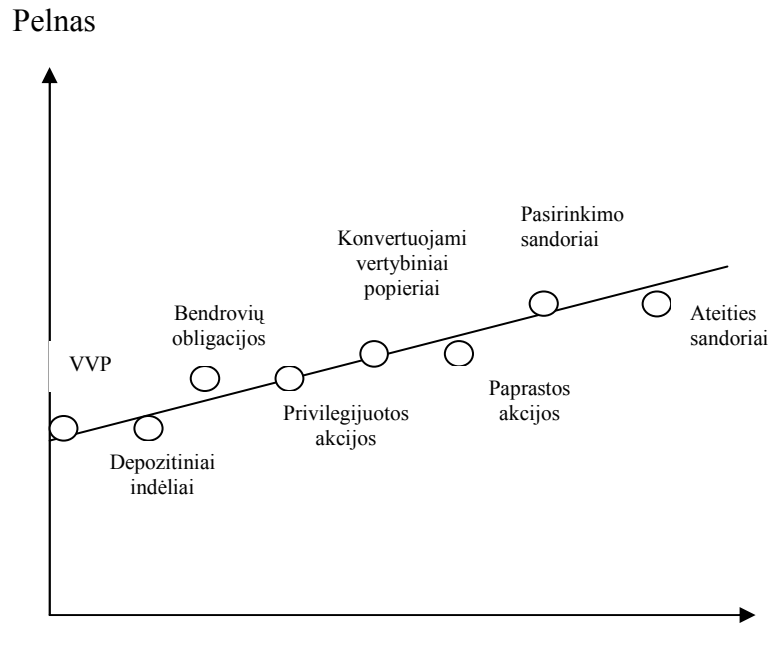 Pelnas
Pasirinkimo
sandoriai
Konvertuojami
vertybiniai
popieriai
Bendrovių
obligacijos
Ateities
sandoriai
VVP
Paprastos
akcijos
Privilegijuotos
akcijos
Depozitiniai
indėliai